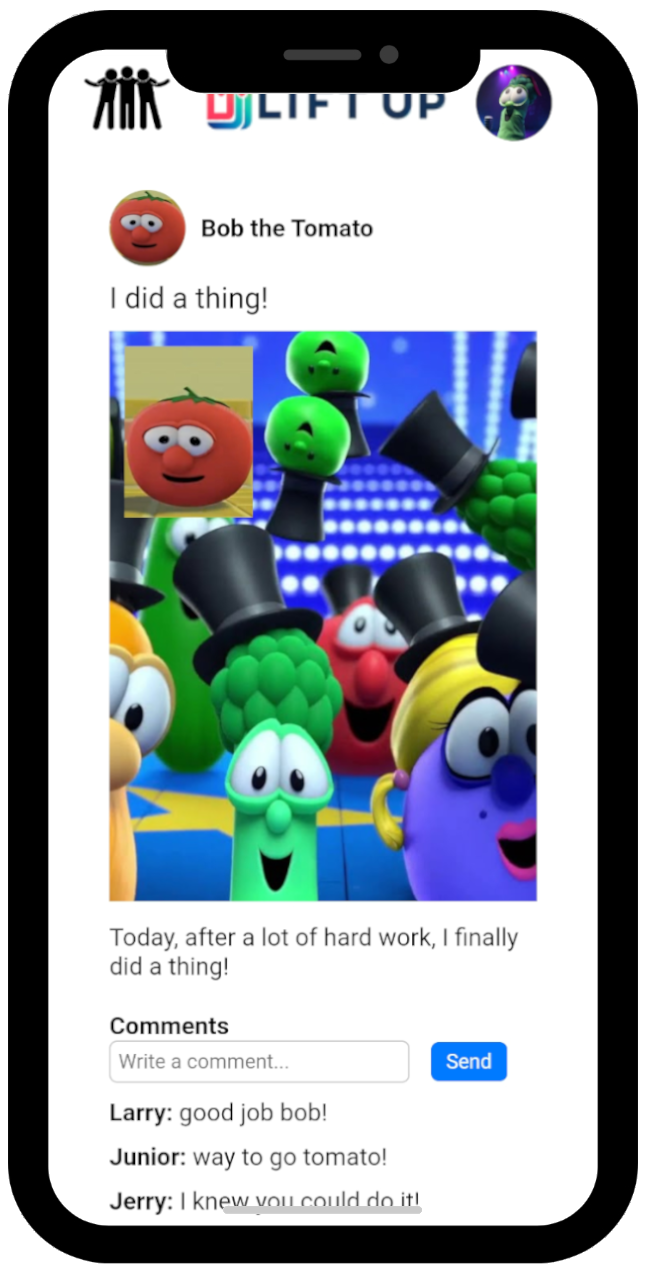 LIFT UP
Bob the Tomato
I did a thing!
Today, after a lot of hard work, I finally
did a thing!
Comments
Write a comment...
Send
Larry: good job bob!
Junior: way to go tomato!
Jerry: I knew you could do it!